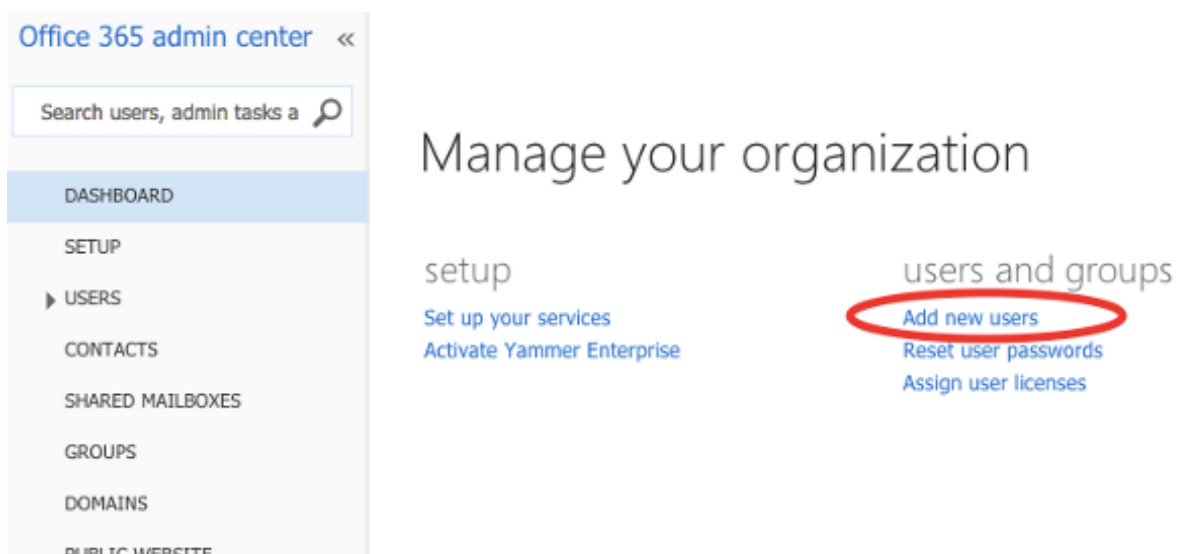 Office 365 admin center «
Search users, admin tasks a
DASHBOARD
SETUP
USERS
CONTACTS
SHARED MAILBOXES
GROUPS
DOMAINS
PUBLIC WEBSITE
Manage your organization
setup
Set up your services
Activate Yammer Enterprise
users and groups
Add new users
Reset user passwords
Assign user licenses